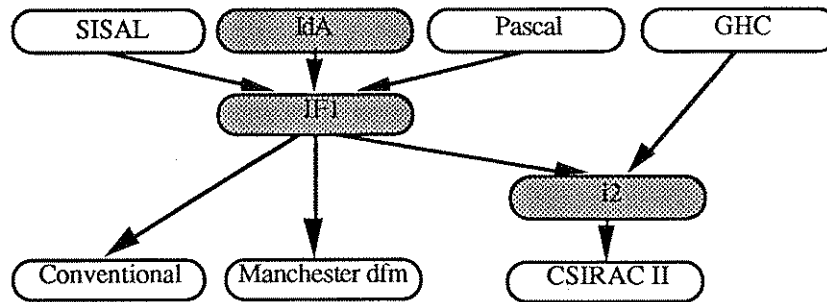 SISAL
IdA
Pascal
GHC
IF1
i2
Conventional
Manchester dfm
CSIRAC II